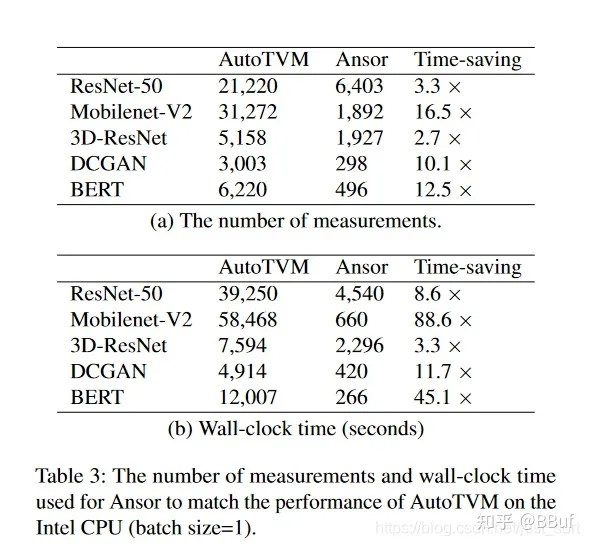 AutoTVM Ansor Time-saving
ResNet-50 21,220 6,403 3.3 ×
Mobilenet-V2 31,272 1,892 16.5 ×
3D-ResNet 5,158 1,927 2.7 ×
DCGAN 3,003 298 10.1 ×
BERT 6,220 496 12.5 ×
(a) The number of measurements.
AutoTVM Ansor Time-saving
ResNet-50 39,250 4,540 8.6 ×
Mobilenet-V2 58,468 660 88.6 ×
3D-ResNet 7,594 2,296 3.3 ×
DCGAN 4,914 420 11.7 ×
BERT 12,007 266 45.1 ×
(b) Wall-clock time (seconds)
Table 3: The number of measurements and wall-clock time
used for Ansor to match the performance of AutoTVM on the
Intel CPU (batch size=1).
知乎 @BBuf